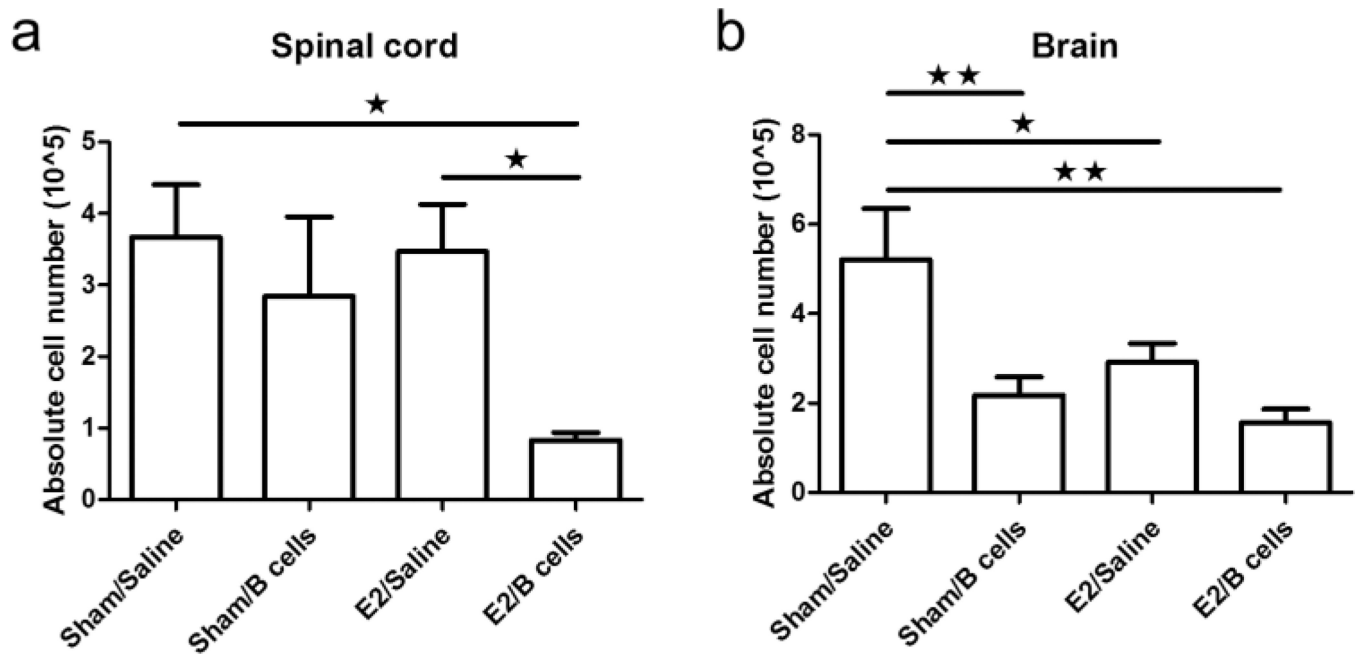 a
Spinal cord
★
★
Absolute cell number (10^5)
5
4
3
2
1
0
Sham/Saline
Sham/B cells
E2/Saline
E2/B cells
b
Brain
★★
★
★★
Absolute cell number (10^5)
8
6
4
2
0
Sham/Saline
Sham/B cells
E2/Saline
E2/B cells